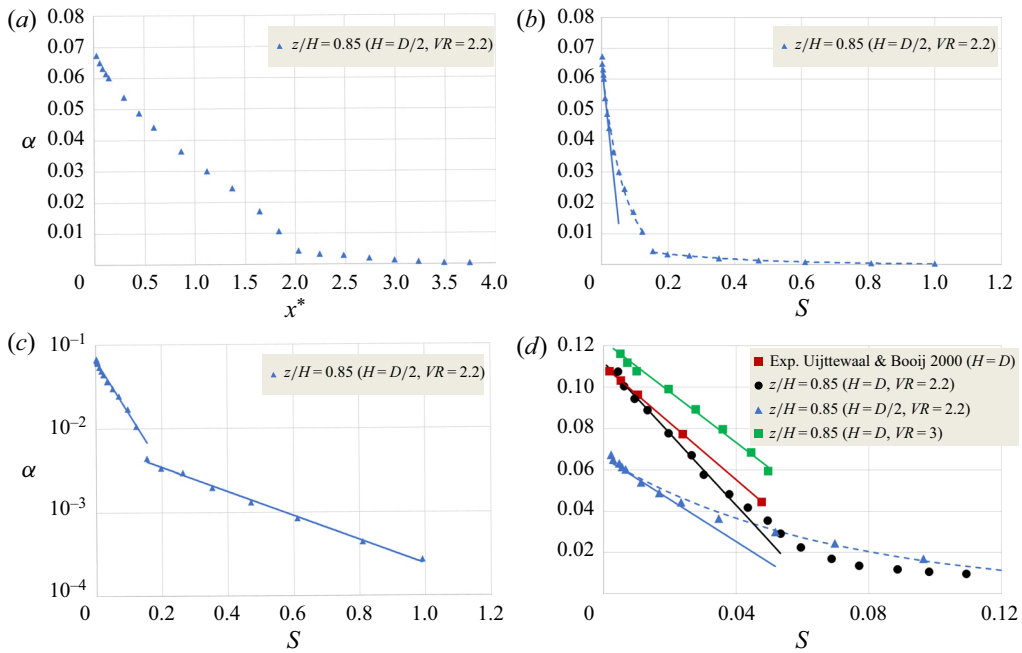 (a)
0.08
0.07
0.06
0.05
0.04
0.03
0.02
0.01
α
z/H = 0.85 (H = D/2, VR = 2.2)
0 0.5 1.0 1.5 2.0 2.5 3.0 3.5 4.0
x*
(b)
0.08
0.07
0.06
0.05
0.04
0.03
0.02
0.01
z/H = 0.85 (H = D/2, VR = 2.2)
0 0.2 0.4 0.6 0.8 1.0 1.2
S
(c)
10⁻¹
10⁻²
10⁻³
10⁻⁴
α
z/H = 0.85 (H = D/2, VR = 2.2)
0 0.2 0.4 0.6 0.8 1.0 1.2
S
(d)
0.12
0.10
0.08
0.06
0.04
0.02
Exp. Uijttewaal & Booij 2000 (H = D)
z/H = 0.85 (H = D, VR = 2.2)
z/H = 0.85 (H = D/2, VR = 2.2)
z/H = 0.85 (H = D, VR = 3)
0 0.04 0.08 0.12
S